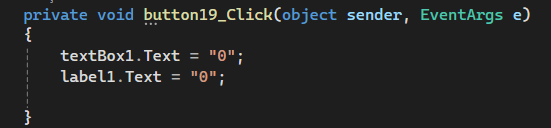 private void button19_Click(object sender, EventArgs e)
{
    textBox1.Text = "0";
    label1.Text = "0";
}